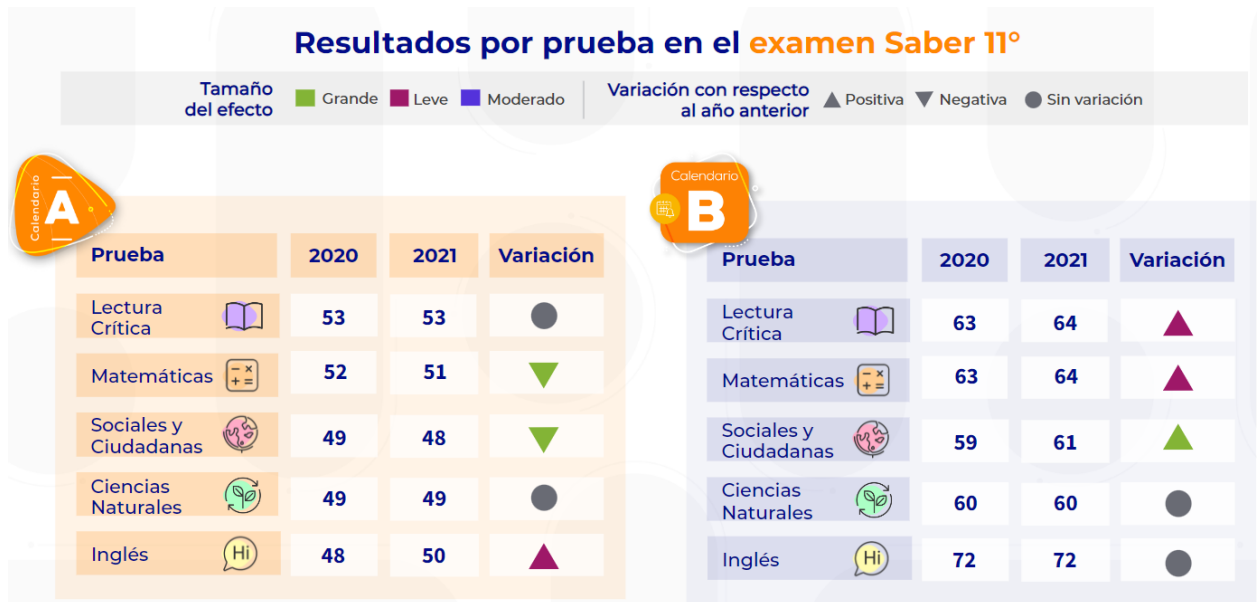 Resultados por prueba en el examen Saber 11°
Tamaño
del efecto
Grande
Leve
Moderado
Variación con respecto
al año anterior
Positiva
Negativa
Sin variación
Calendario
A
Prueba 2020 2021 Variación
Lectura
Crítica
53 53
Matemáticas 52 51
Sociales y
Ciudadanas
49 48
Ciencias
Naturales
49 49
Inglés Hi 48 50
Calendario
B
Prueba 2020 2021 Variación
Lectura
Crítica
63 64
Matemáticas 63 64
Sociales y
Ciudadanas
59 61
Ciencias
Naturales
60 60
Inglés Hi 72 72